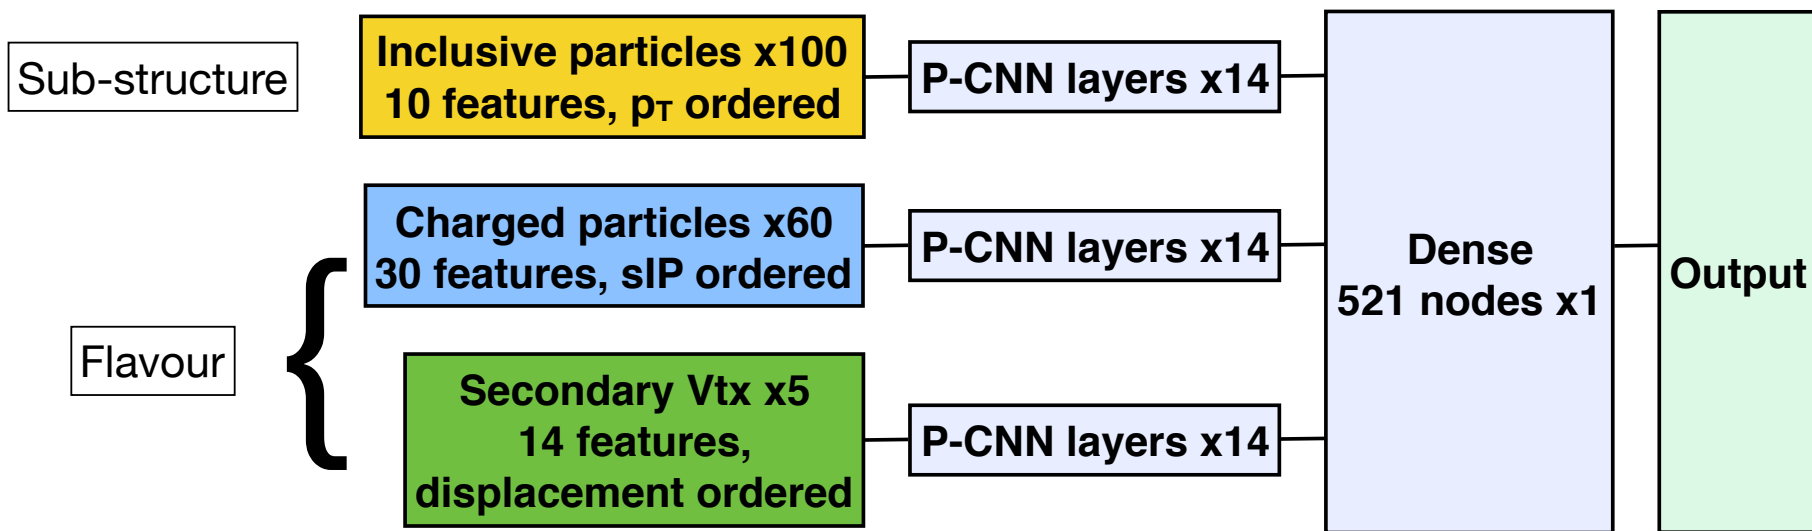 Sub-structure
Inclusive particles x100
10 features, pT ordered
P-CNN layers x14
Flavour
{
Charged particles x60
30 features, sIP ordered
P-CNN layers x14
Secondary Vtx x5
14 features,
displacement ordered
P-CNN layers x14
Dense
521 nodes x1
Output